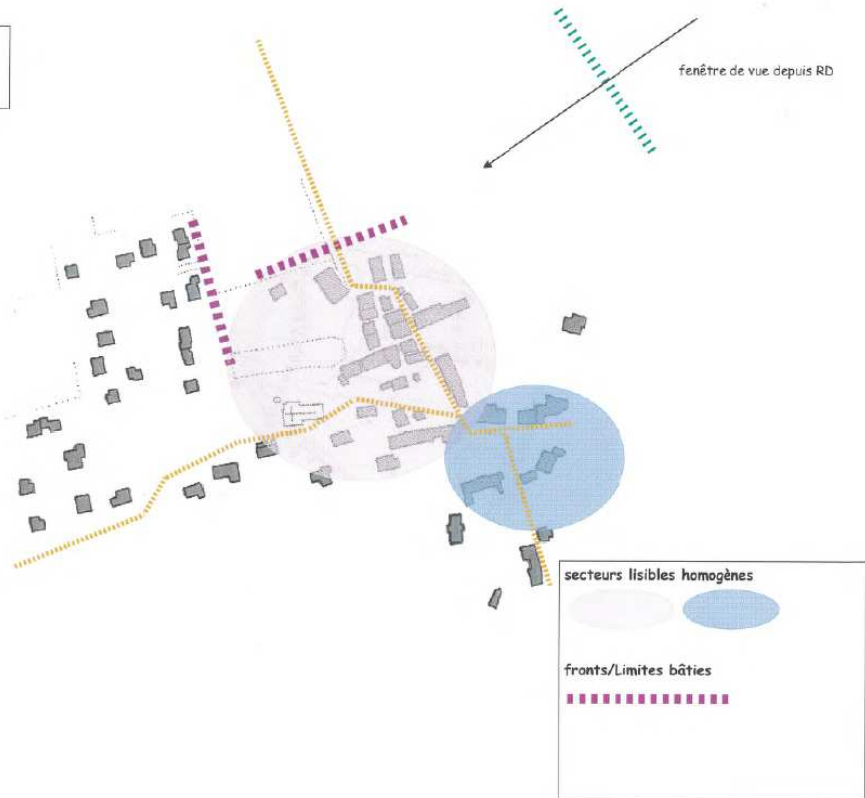 fenêtre de vue depuis RD
secteurs lisibles homogènes
fronts/Limites bâties